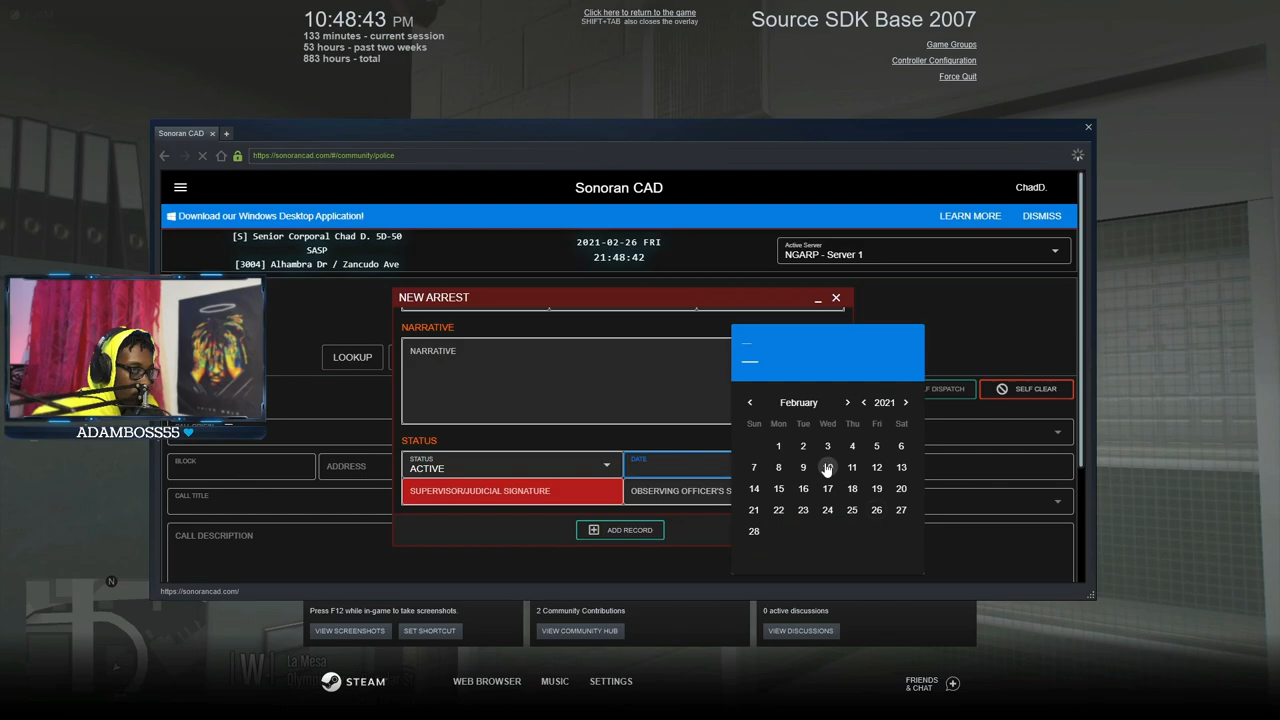 10:48:43 PM
133 minutes - current session
53 hours - past two weeks
883 hours - total
Click here to return to the game
SHIFT+TAB also closes the overlay
Source SDK Base 2007
Game Groups
Controller Configuration
Force Quit
Sonoran CAD
https://sonorancad.com/#/community/police
Sonoran CAD
ChadD.
Download our Windows Desktop Application!
LEARN MORE
DISMISS
[S] Senior Corporal Chad D. 5D-50
SASP
[3004] Alhambra Dr / Zancudo Ave
2021-02-26 FRI
21:48:42
Active Server
NGARP - Server 1
NEW ARREST
NARRATIVE
NARRATIVE
LOOKUP
February
2021
Sun Mon Tue Wed Thu Fri Sat
1 2 3 4 5 6
7 8 9 10 11 12 13
14 15 16 17 18 19 20
21 22 23 24 25 26 27
28
DISPATCH
SELF CLEAR
STATUS
STATUS
ACTIVE
DATE
SUPERVISOR/JUDICIAL SIGNATURE
OBSERVING OFFICER'S S
ADD RECORD
BLOCK
ADDRESS
CALL TITLE
CALL DESCRIPTION
ADAMBOSS55
https://sonorancad.com/
N
La Mesa
Press F12 while in-game to take screenshots.
VIEW SCREENSHOTS
SET SHORTCUT
2 Community Contributions
VIEW COMMUNITY HUB
0 active discussions
VIEW DISCUSSIONS
STEAM
WEB BROWSER
MUSIC
SETTINGS
FRIENDS
& CHAT